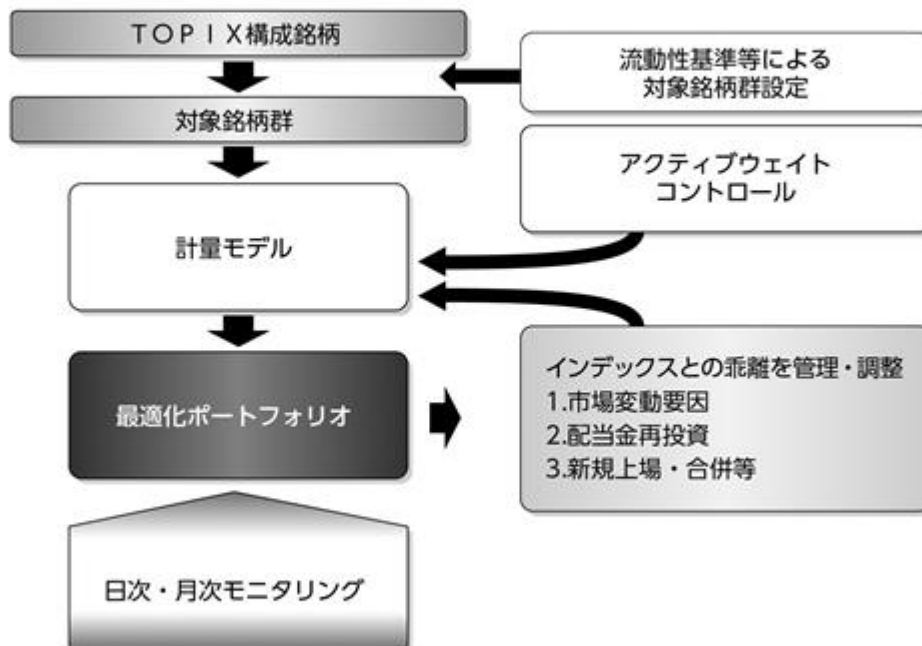 TOPIX構成銘柄
流動性基準等による
対象銘柄群設定
対象銘柄群
アクティブウェイト
コントロール
計量モデル
最適化ポートフォリオ
インデックスとの乖離を管理・調整
1.市場変動要因
2.配当金再投資
3.新規上場・合併等
日次・月次モニタリング